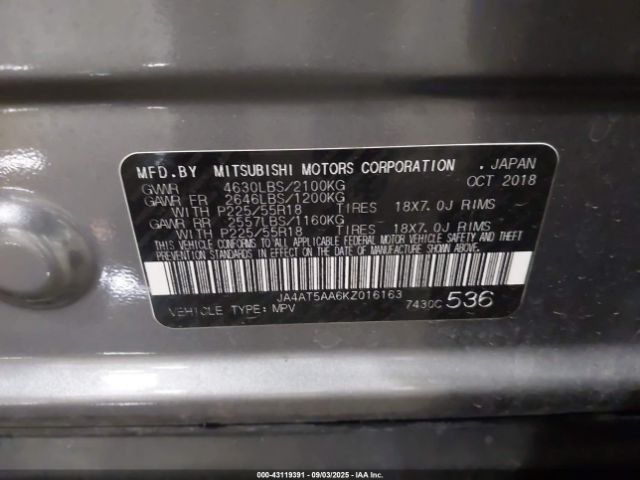 MFD.BY MITSUBISHI MOTORS CORPORATION . JAPAN
GVWR 4630LBS/2100KG OCT 2018
GAWR FR 2646LBS/1200KG
WITH P225/55R18 TIRES 18X7.0J RIMS
GAWR RR 2557LBS/1160KG
WITH P225/55R18 TIRES 18X7.0J RIMS
THIS VEHICLE CONFORMS TO ALL APPLICABLE FEDERAL MOTOR VEHICLE SAFETY AND THEFT
PREVENTION STANDARDS IN EFFECT ON THE DATE OF MANUFACTURE SHOWN ABOVE.
JA4AT5AA6KZ016163
VEHICLE TYPE: MPV 7430C 536
000-43119391 - 09/03/2025 - IAAI.CA